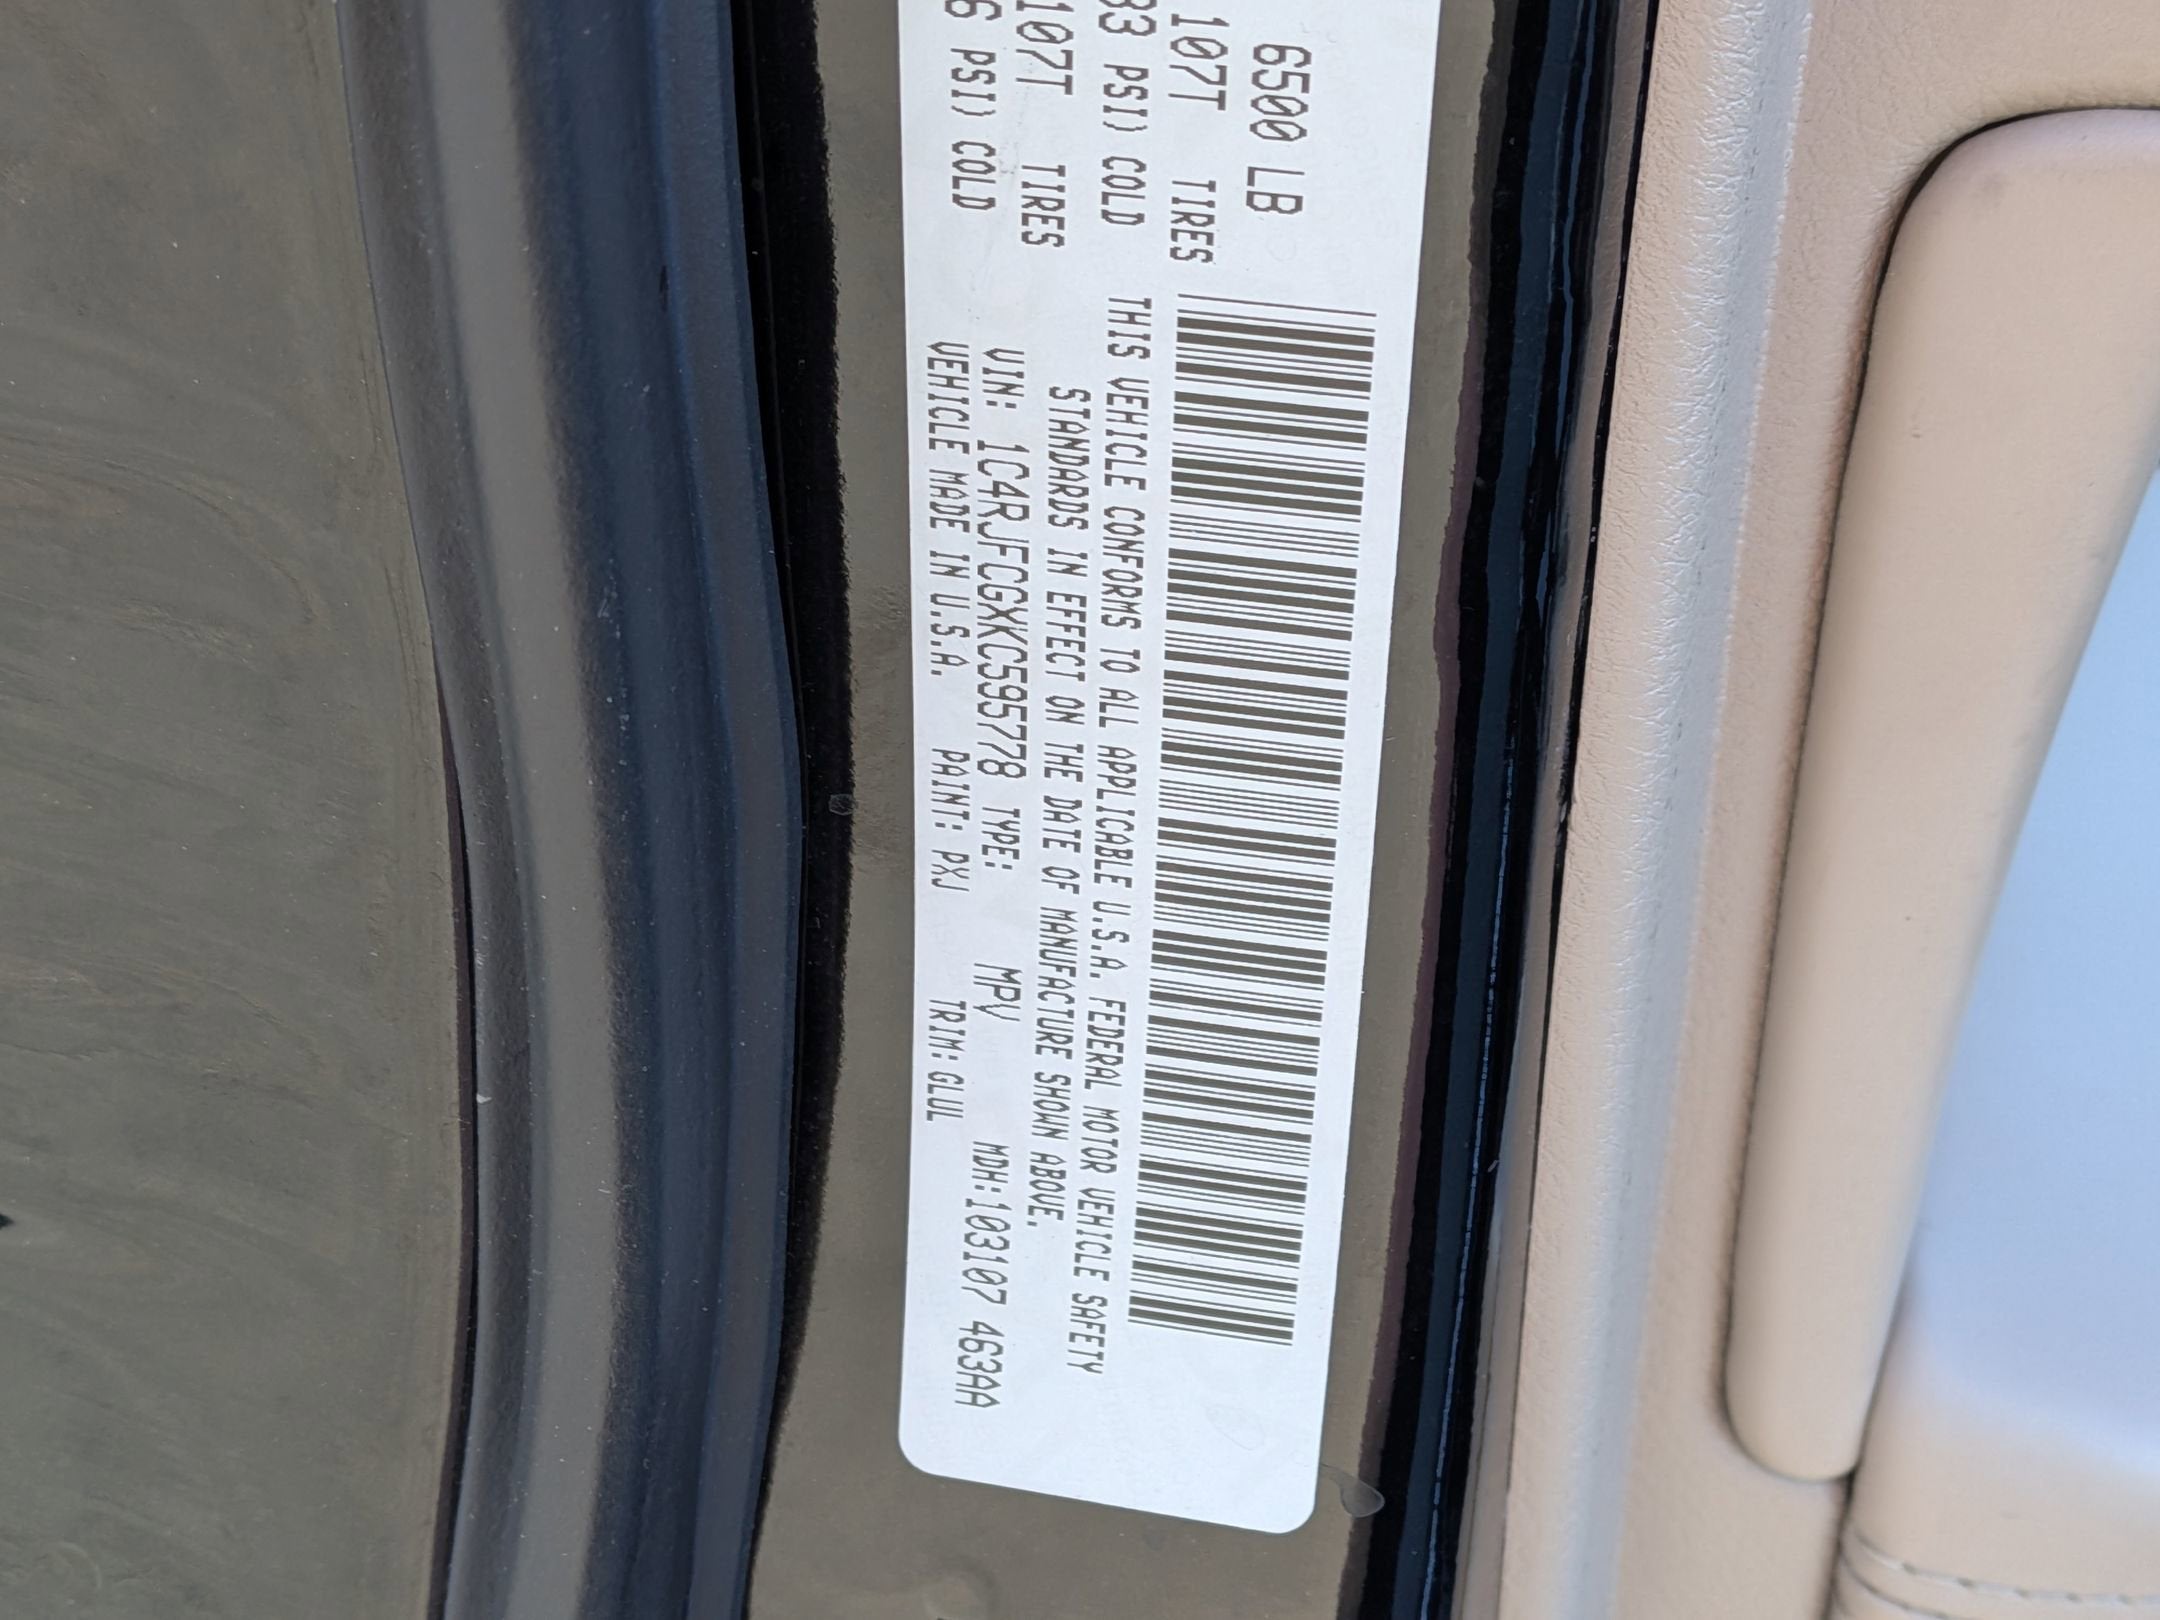 6500 LB
107T TIRES
33 PSI) COLD
107T TIRES
6 PSI) COLD
THIS VEHICLE CONFORMS TO ALL APPLICABLE U.S.A. FEDERAL MOTOR VEHICLE SAFETY
STANDARDS IN EFFECT ON THE DATE OF MANUFACTURE SHOWN ABOVE.
VIN: 1C4RJFCGXKC595778 TYPE: MPV MDH:103107 463AA
VEHICLE MADE IN U.S.A. PAINT: PXJ TRIM: GLUL